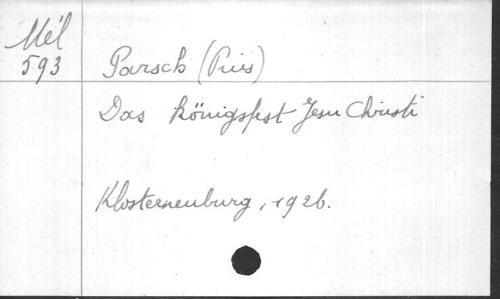 Mél
593
Parsch (Pius)
Das Königsfest Jesu Christi
Klosterneuburg, 1926.